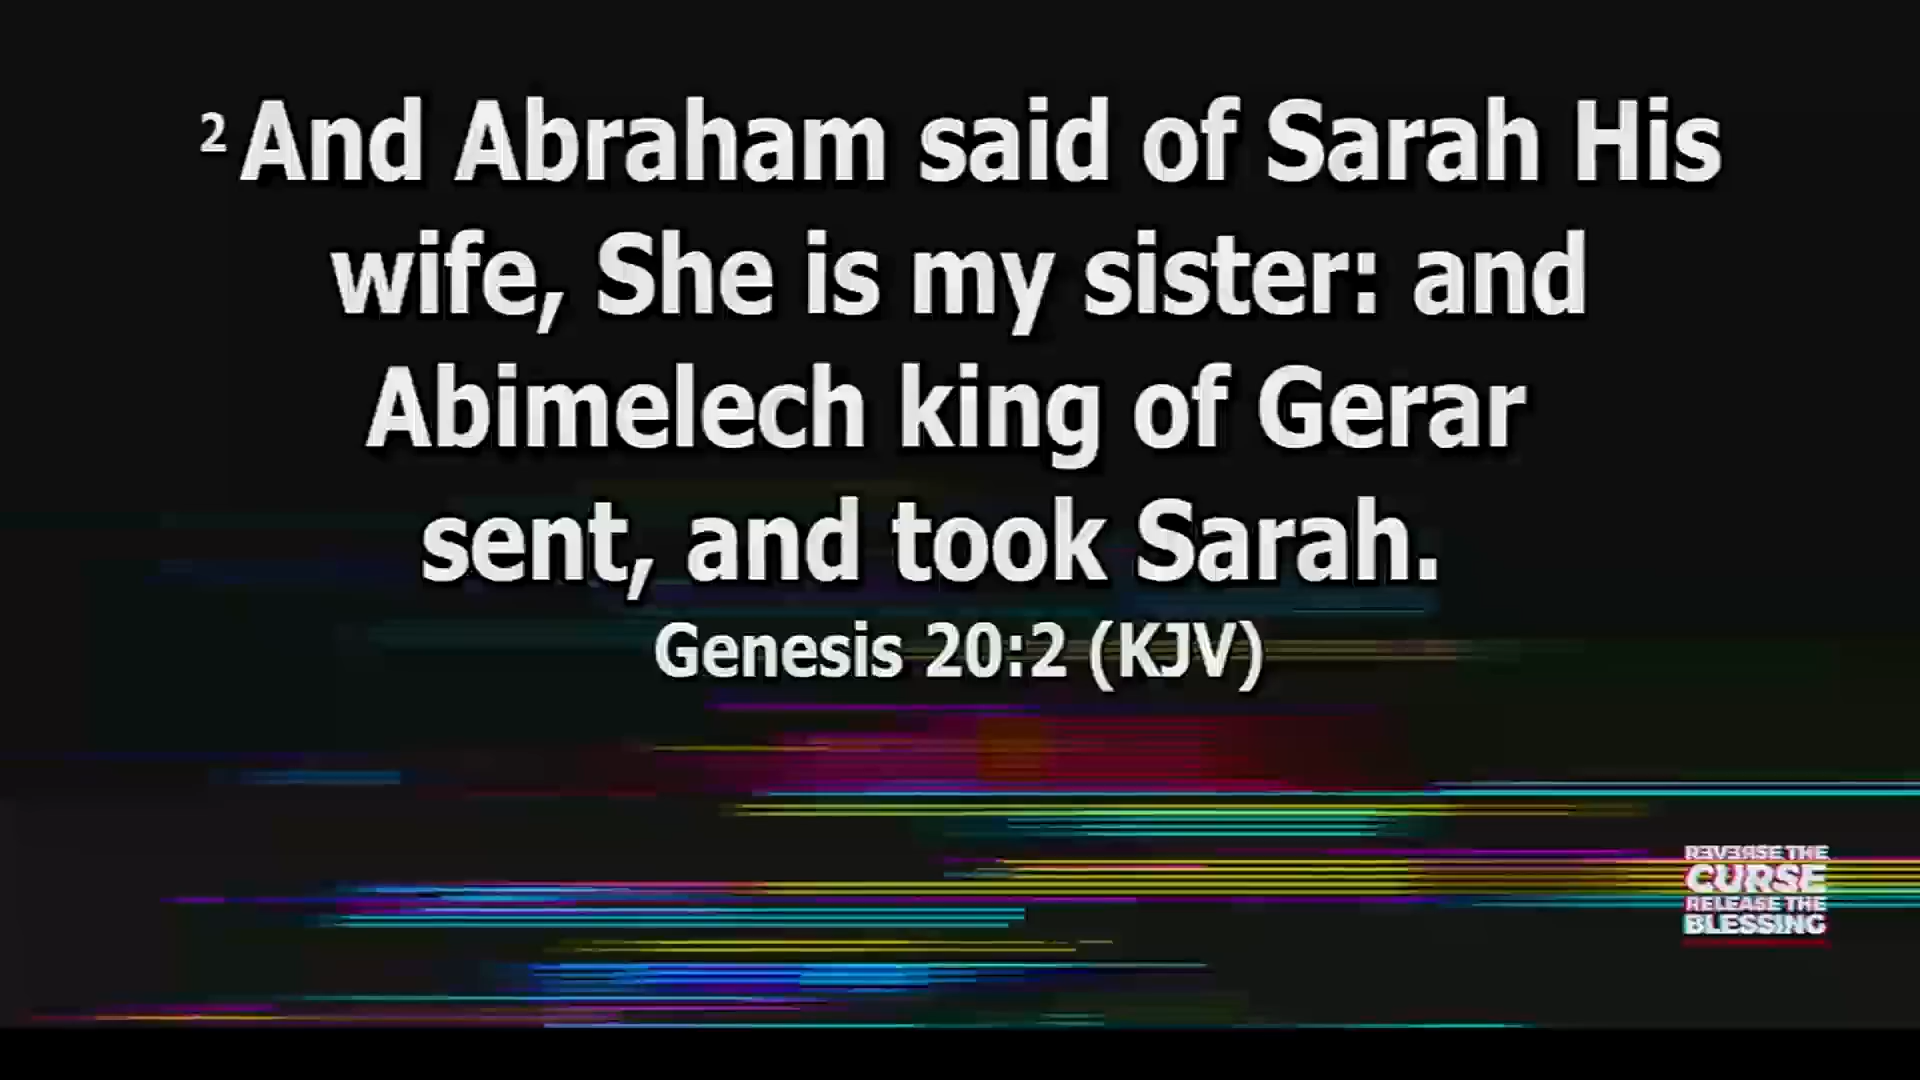 2 And Abraham said of Sarah His
wife, She is my sister: and
Abimelech king of Gerar
sent, and took Sarah.
Genesis 20:2 (KJV)
REVERSE THE
CURSE
RELEASE THE
BLESSING